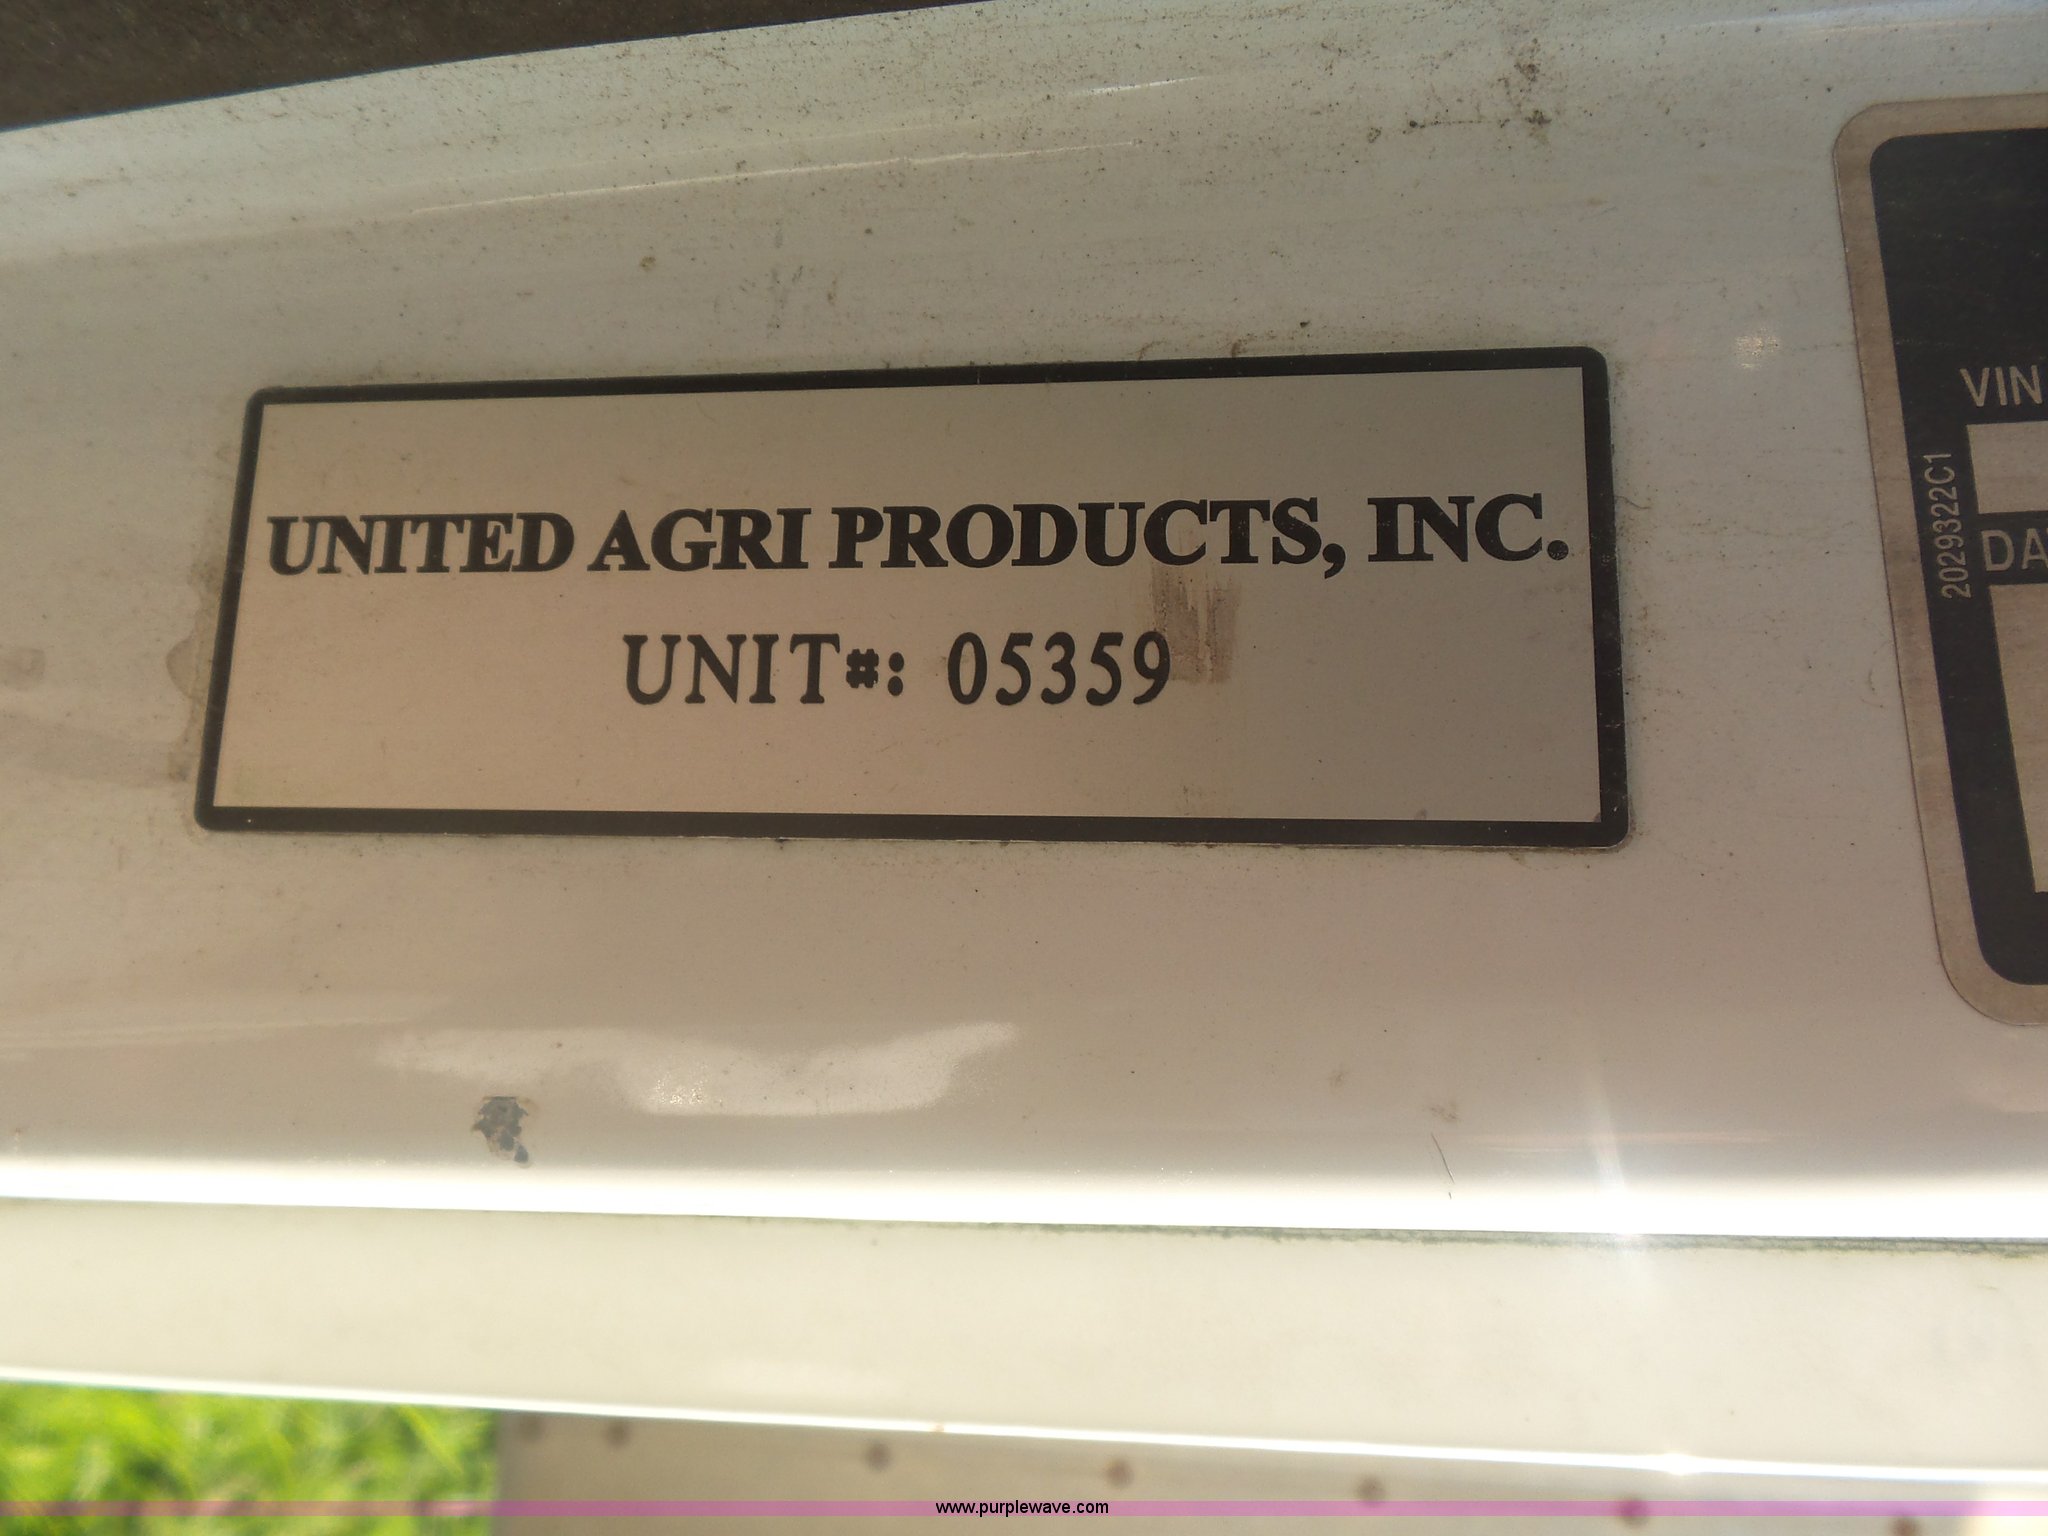 UNITED AGRI PRODUCTS, INC.
UNIT#: 05359
VIN
2029322C1
DA
www.purplewave.com